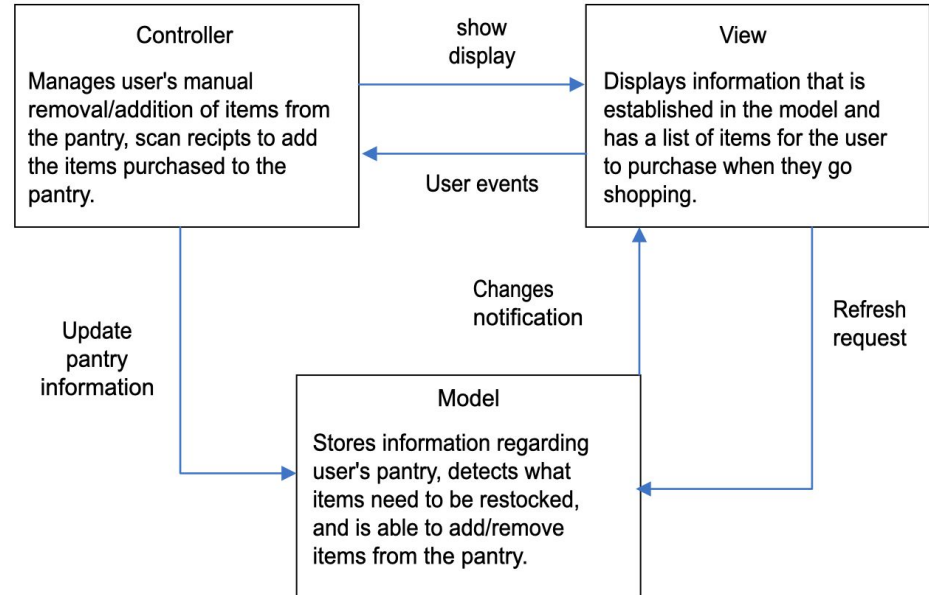 Controller
Manages user's manual
removal/addition of items from
the pantry, scan recipts to add
the items purchased to the
pantry.
show
display
User events
View
Displays information that is
established in the model and
has a list of items for the user
to purchase when they go
shopping.
Update
pantry
information
Changes
notification
Refresh
request
Model
Stores information regarding
user's pantry, detects what
items need to be restocked,
and is able to add/remove
items from the pantry.